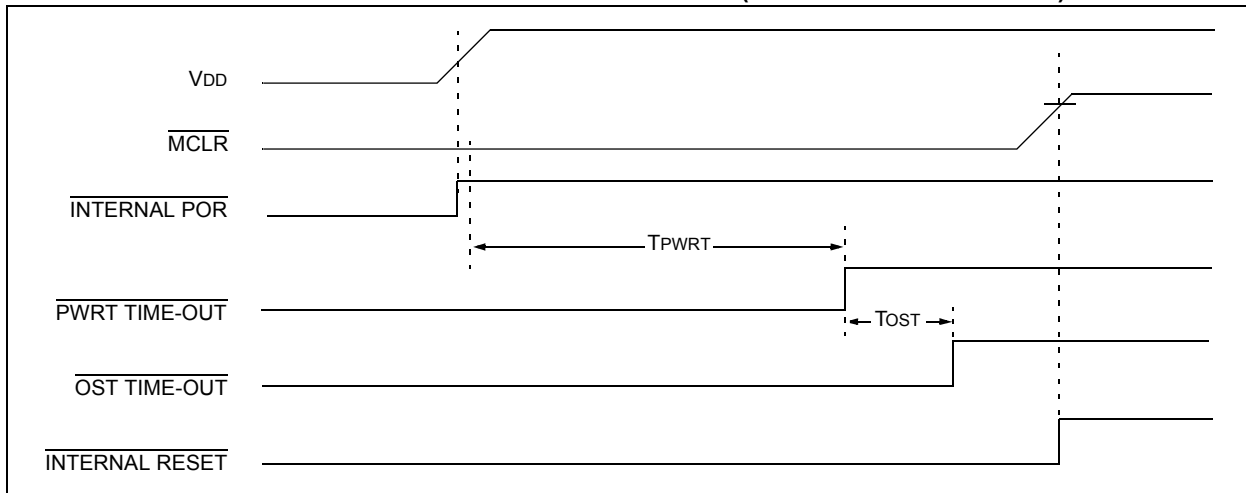 VDD
MCLR
INTERNAL POR
TPWRT
PWRT TIME-OUT
TOST
OST TIME-OUT
INTERNAL RESET